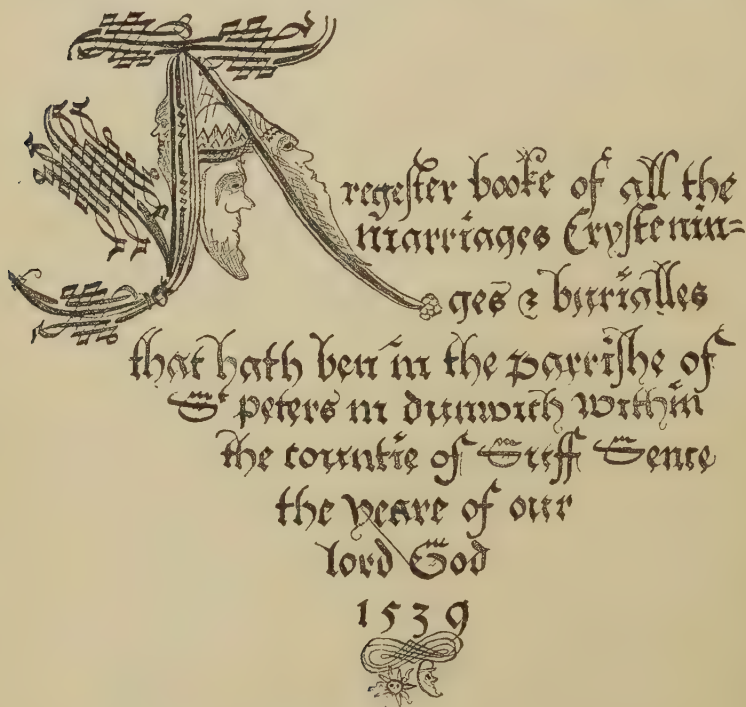 A
regester booke of all the
marriages Crystenin=
ges & burialles
that hath ben in the parrishe of
St peters in dunwich within
the countie of Suff Sence
the yeare of our
lord God
1539